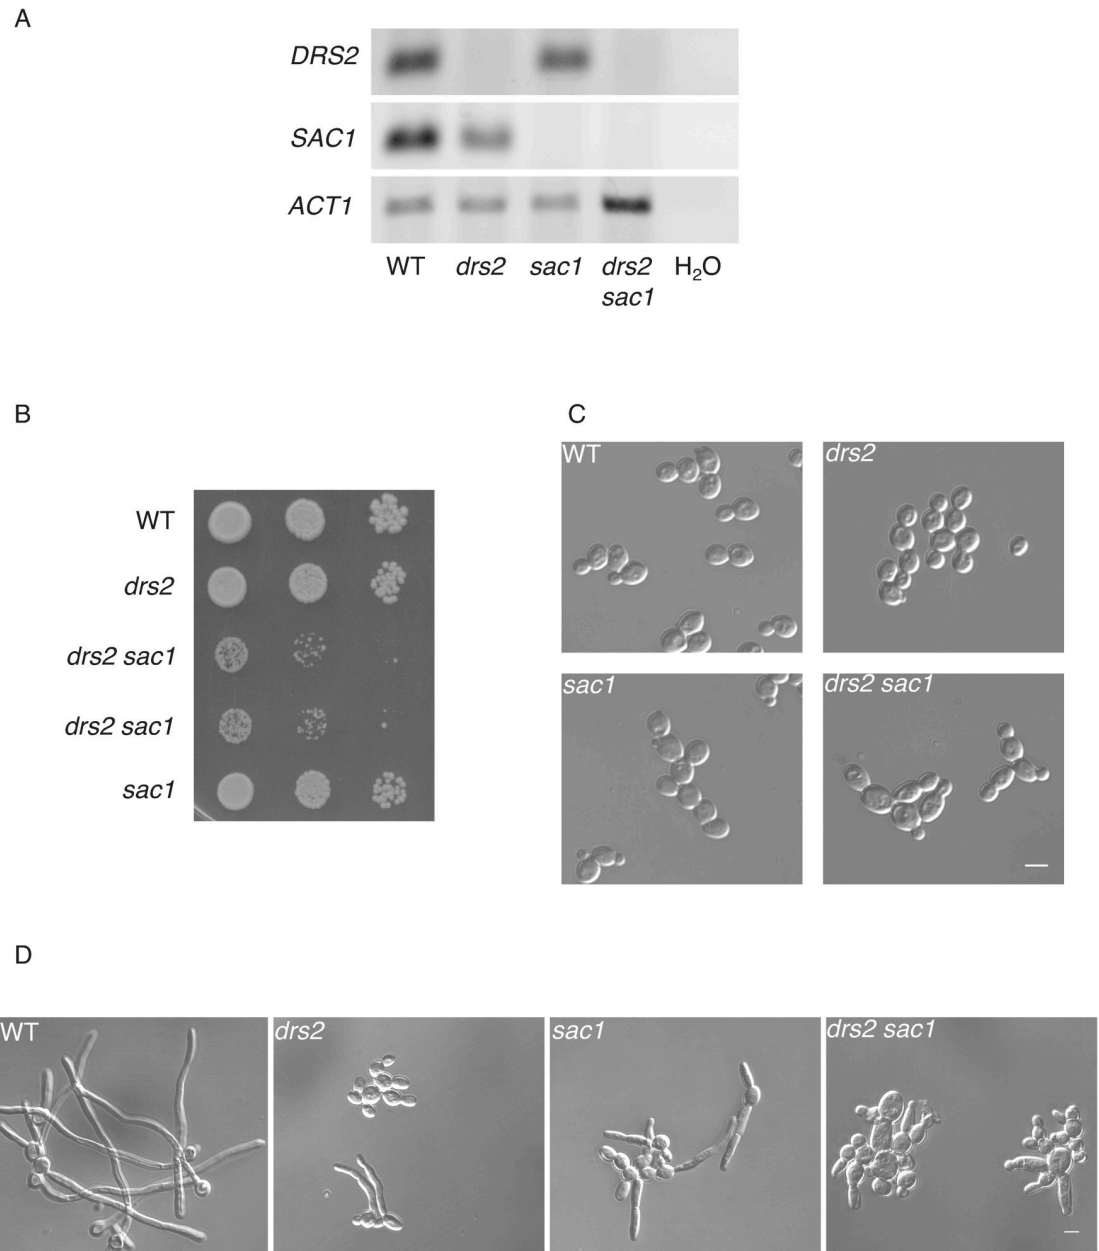 A
DRS2
SAC1
ACT1
WT drs2 sac1 drs2 H₂O
sac1
B
WT
drs2
drs2 sac1
drs2 sac1
sac1
C
WT drs2
sac1 drs2 sac1
D
WT drs2 sac1 drs2 sac1